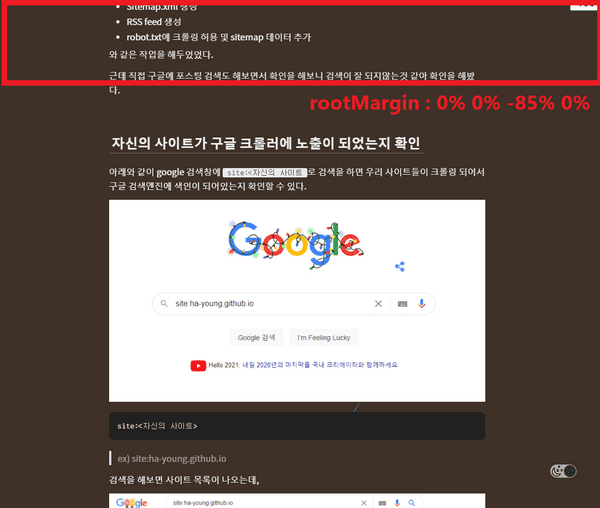 Sitemap.xml 생성
RSS feed 생성
robot.txt에 크롤링 허용 및 sitemap 데이터 추가
와 같은 작업을 해두었었다.
근데 직접 구글에 포스팅 검색도 해보면서 확인을 해보니 검색이 잘 되지않는것 같아 확인을 해봤
다.
rootMargin : 0% 0% -85% 0%
자신의 사이트가 구글 크롤러에 노출이 되었는지 확인
아래와 같이 google 검색창에 site:<자신의 사이트 로 검색을 하면 우리 사이트들이 크롤링 되어서
구글 검색엔진에 색인이 되어있는지 확인할 수 있다.
Google
site:ha-young.github.io
Google 검색
I'm Feeling Lucky
Hello 2021: 내일 2020년의 마지막을 국내 크리에이터와 함께하세요
site:<자신의 사이트>
ex) site:ha-young.github.io
검색을 해보면 사이트 목록이 나오는데,
Google
site:ha-young.github.io